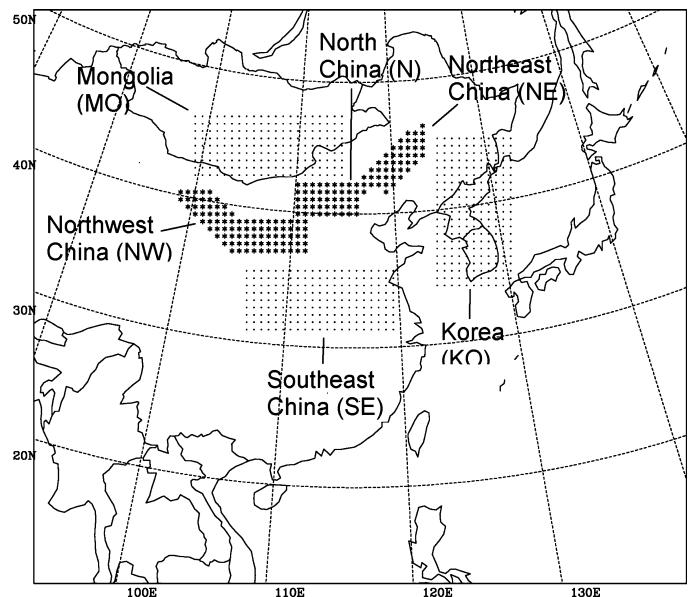 50N
North
China (N)
Northeast
China (NE)
Mongolia
(MO)
40N
Northwest
China (NW)
30N
Korea
(KO)
Southeast
China (SE)
20N
100E
110E
120E
130E